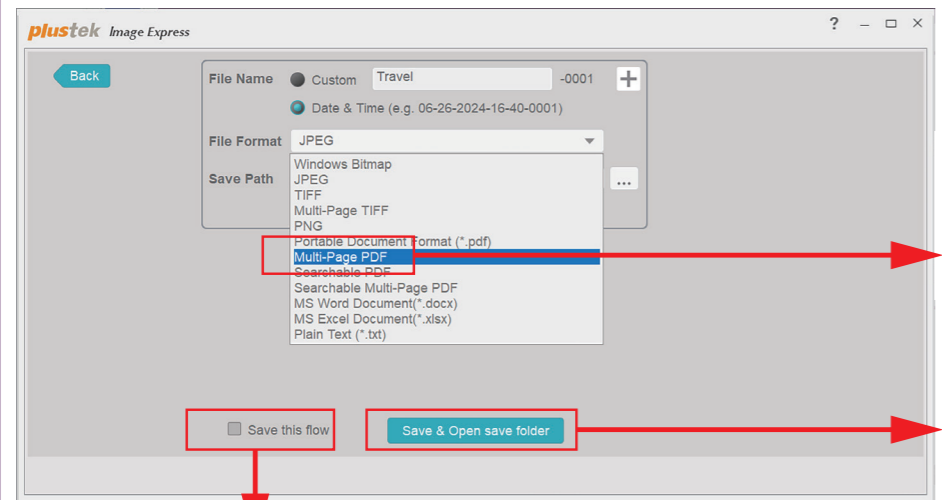 plustek Image Express
?
Back
File Name Custom Travel -0001 +
Date & Time (e.g. 06-26-2024-16-40-0001)
File Format JPEG
Save Path ...
Windows Bitmap
JPEG
TIFF
Multi-Page TIFF
PNG
Portable Document Format (*.pdf)
Multi-Page PDF
Searchable PDF
Searchable Multi-Page PDF
MS Word Document(*.docx)
MS Excel Document(*.xlsx)
Plain Text (*.txt)
Save this flow
Save & Open save folder